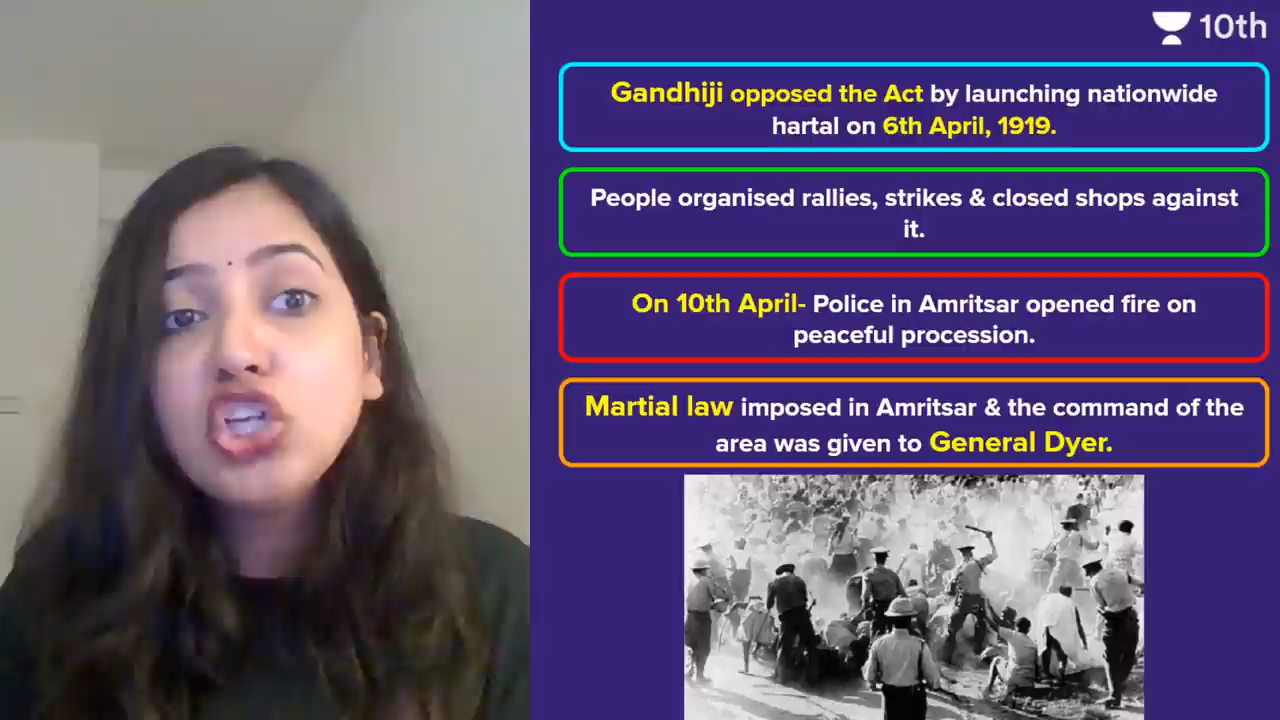 10th
Gandhiji opposed the Act by launching nationwide
hartal on 6th April, 1919.
People organised rallies, strikes & closed shops against
it.
On 10th April- Police in Amritsar opened fire on
peaceful procession.
Martial law imposed in Amritsar & the command of the
area was given to General Dyer.